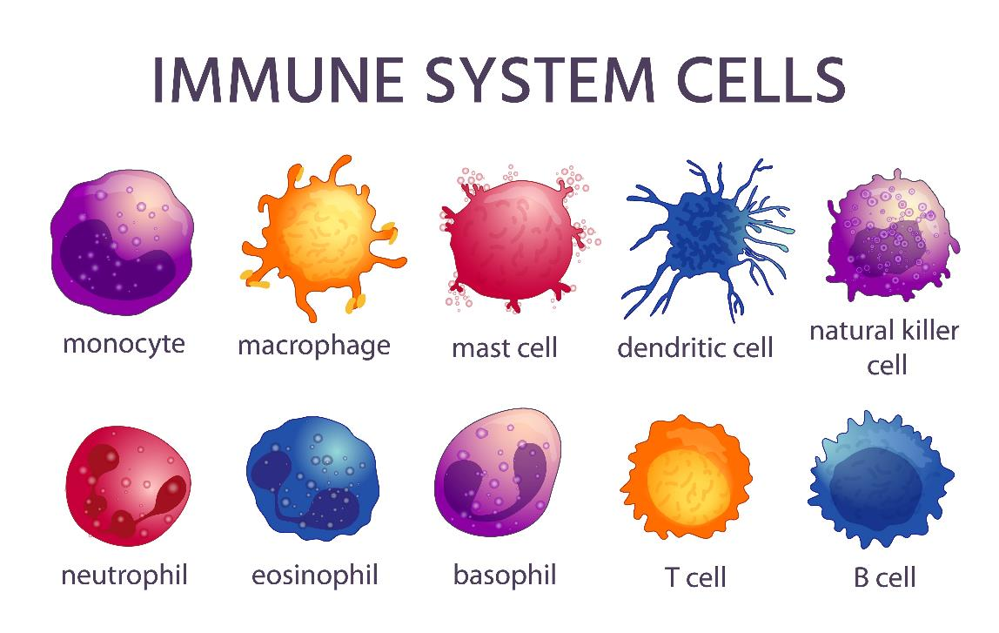 IMMUNE SYSTEM CELLS
monocyte
macrophage
mast cell
dendritic cell
natural killer
cell
neutrophil
eosinophil
basophil
T cell
B cell